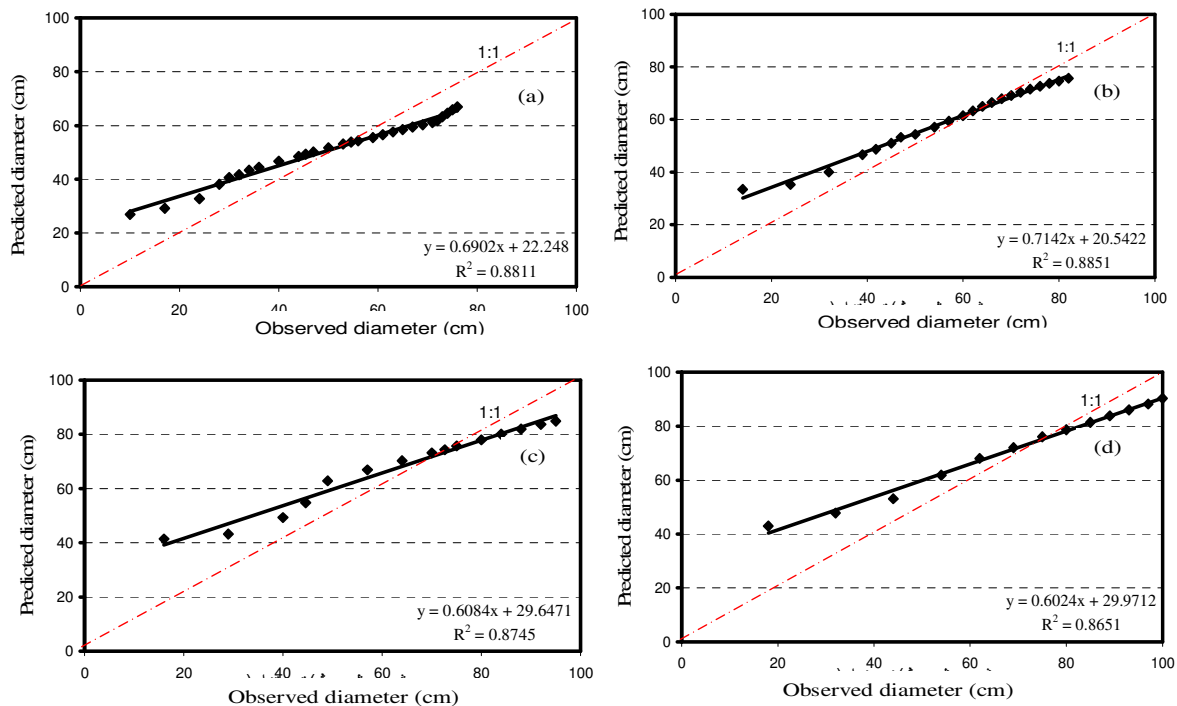 100
80
60
40
20
0
0 20 40 60 80 100
Predicted diameter (cm)
Observed diameter (cm)
1:1
(a)
y = 0.6902x + 22.248
R² = 0.8811
100
80
60
40
20
0
0 20 40 60 80 100
Predicted diameter (cm)
Observed diameter (cm)
1:1
(b)
y = 0.7142x + 20.5422
R² = 0.8851
100
80
60
40
20
0
0 20 40 60 80 100
Predicted diameter (cm)
Observed diameter (cm)
1:1
(c)
y = 0.6084x + 29.6471
R² = 0.8745
100
80
60
40
20
0
0 20 40 60 80 100
Predicted diameter (cm)
Observed diameter (cm)
1:1
(d)
y = 0.6024x + 29.9712
R² = 0.8651